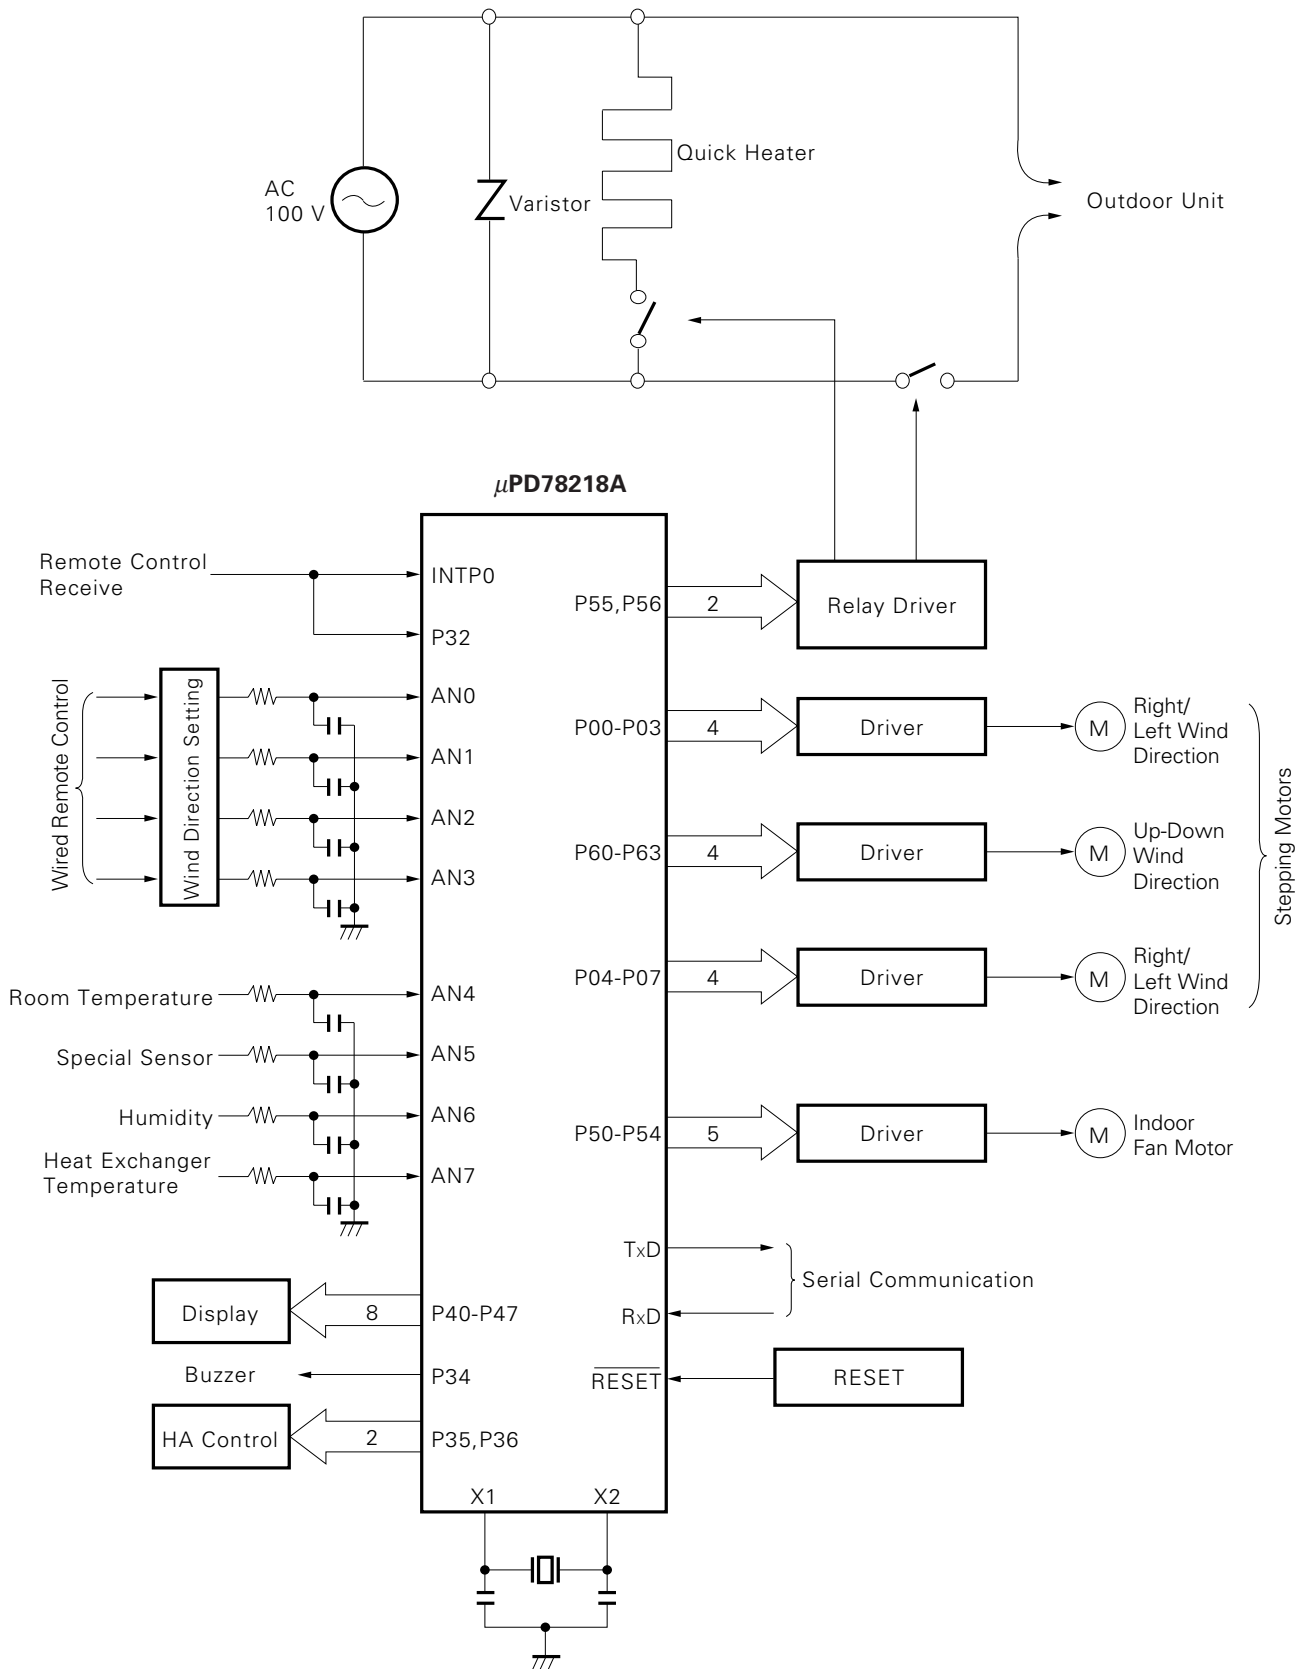 AC
100 V
Varistor
Quick Heater
Outdoor Unit
μPD78218A
Remote Control
Receive
INTP0
P32
Wired Remote Control
Wind Direction Setting
AN0
AN1
AN2
AN3
Room Temperature
AN4
Special Sensor
AN5
Humidity
AN6
Heat Exchanger
Temperature
AN7
Display
8
P40-P47
Buzzer
P34
HA Control
2
P35,P36
X1
X2
P55,P56
2
Relay Driver
P00-P03
4
Driver
M
Right/
Left Wind
Direction
P60-P63
4
Driver
M
Up-Down
Wind
Direction
P04-P07
4
Driver
M
Right/
Left Wind
Direction
Stepping Motors
P50-P54
5
Driver
M
Indoor
Fan Motor
TxD
RxD
Serial Communication
RESET
RESET